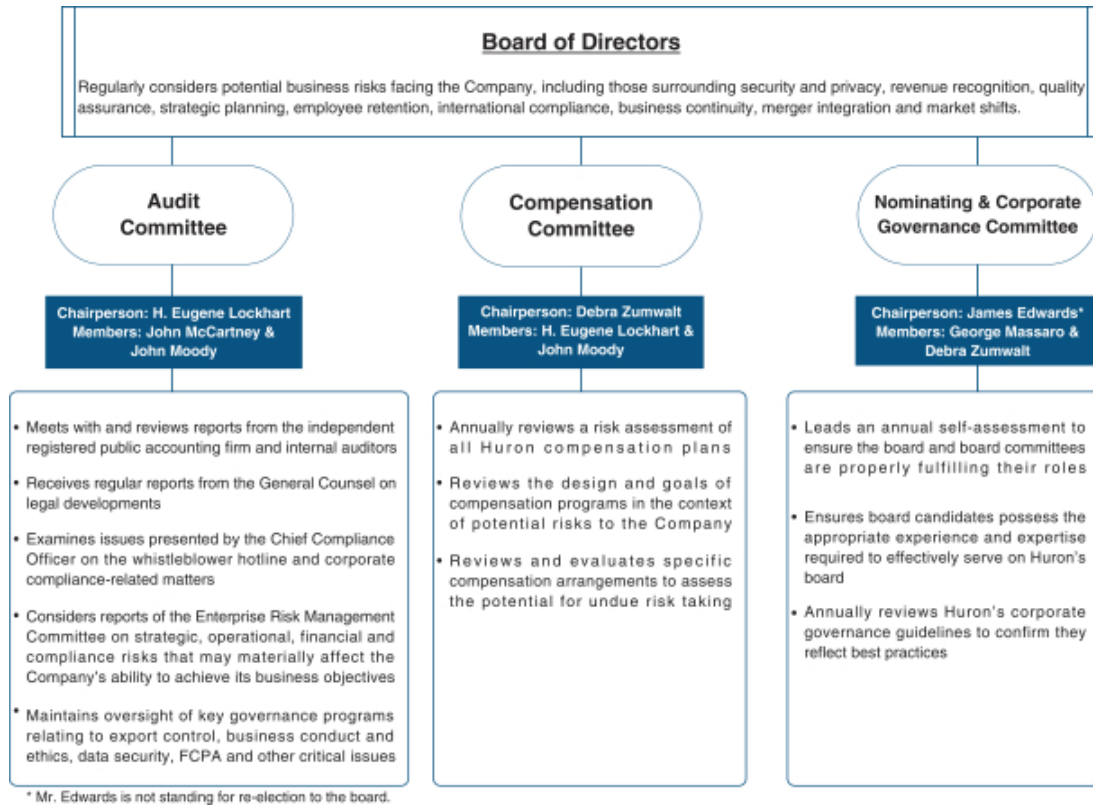 Board of Directors
Regularly considers potential business risks facing the Company, including those surrounding security and privacy, revenue recognition, quality
assurance, strategic planning, employee retention, international compliance, business continuity, merger integration and market shifts.
Audit
Committee
Chairperson: H. Eugene Lockhart
Members: John McCartney &
John Moody
• Meets with and reviews reports from the independent
registered public accounting firm and internal auditors
• Receives regular reports from the General Counsel on
legal developments
• Examines issues presented by the Chief Compliance
Officer on the whistleblower hotline and corporate
compliance-related matters
• Considers reports of the Enterprise Risk Management
Committee on strategic, operational, financial and
compliance risks that may materially affect the
Company's ability to achieve its business objectives
• Maintains oversight of key governance programs
relating to export control, business conduct and
ethics, data security, FCPA and other critical issues
Compensation
Committee
Chairperson: Debra Zumwalt
Members: H. Eugene Lockhart &
John Moody
• Annually reviews a risk assessment of
all Huron compensation plans
• Reviews the design and goals of
compensation programs in the context
of potential risks to the Company
• Reviews and evaluates specific
compensation arrangements to assess
the potential for undue risk taking
Nominating & Corporate
Governance Committee
Chairperson: James Edwards*
Members: George Massaro &
Debra Zumwalt
• Leads an annual self-assessment to
ensure the board and board committees
are properly fulfilling their roles
• Ensures board candidates possess the
appropriate experience and expertise
required to effectively serve on Huron's
board
• Annually reviews Huron's corporate
governance guidelines to confirm they
reflect best practices
* Mr. Edwards is not standing for re-election to the board.